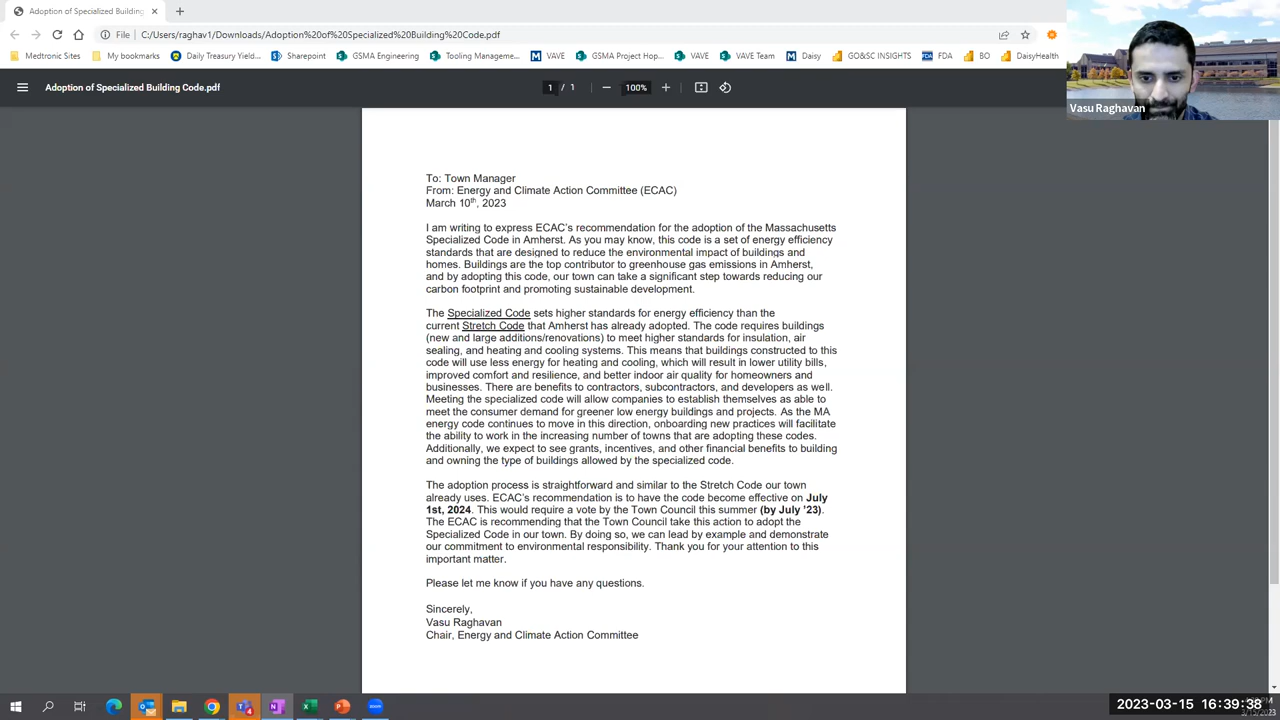 Adoption of Specialized Building
File
C:/Users/raghav1/Downloads/Adoption%20of%20Specialized%20Building%20Code.pdf
Medtronic Sites
My bookmarks
Daily Treasury Yield...
Sharepoint
GSMA Engineering
Tooling Manageme...
VAVE
GSMA Project Hop...
VAVE
VAVE Team
Daisy
GO&SC INSIGHTS
FDA
BO
DaisyHealth
Vasu Raghavan
Adoption of Specialized Building Code.pdf
1 / 1
100%
To: Town Manager
From: Energy and Climate Action Committee (ECAC)
March 10th, 2023
I am writing to express ECAC's recommendation for the adoption of the Massachusetts
Specialized Code in Amherst. As you may know, this code is a set of energy efficiency
standards that are designed to reduce the environmental impact of buildings and
homes. Buildings are the top contributor to greenhouse gas emissions in Amherst,
and by adopting this code, our town can take a significant step towards reducing our
carbon footprint and promoting sustainable development.
The Specialized Code sets higher standards for energy efficiency than the
current Stretch Code that Amherst has already adopted. The code requires buildings
(new and large additions/renovations) to meet higher standards for insulation, air
sealing, and heating and cooling systems. This means that buildings constructed to this
code will use less energy for heating and cooling, which will result in lower utility bills,
improved comfort and resilience, and better indoor air quality for homeowners and
businesses. There are benefits to contractors, subcontractors, and developers as well.
Meeting the specialized code will allow companies to establish themselves as able to
meet the consumer demand for greener low energy buildings and projects. As the MA
energy code continues to move in this direction, onboarding new practices will facilitate
the ability to work in the increasing number of towns that are adopting these codes.
Additionally, we expect to see grants, incentives, and other financial benefits to building
and owning the type of buildings allowed by the specialized code.
The adoption process is straightforward and similar to the Stretch Code our town
already uses. ECAC's recommendation is to have the code become effective on July
1st, 2024. This would require a vote by the Town Council this summer (by July '23).
The ECAC is recommending that the Town Council take this action to adopt the
Specialized Code in our town. By doing so, we can lead by example and demonstrate
our commitment to environmental responsibility. Thank you for your attention to this
important matter.
Please let me know if you have any questions.
Sincerely,
Vasu Raghavan
Chair, Energy and Climate Action Committee
2023-03-15 16:39:38